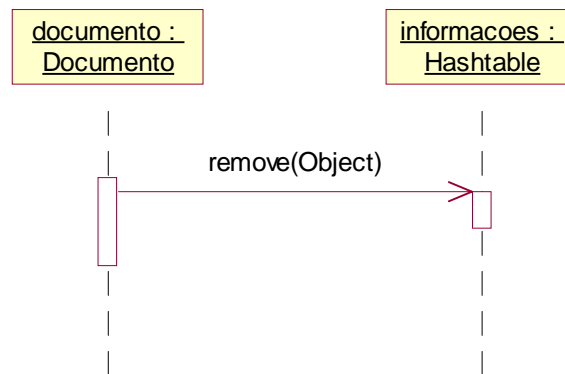 documento :
Documento
informacoes :
Hashtable
remove(Object)